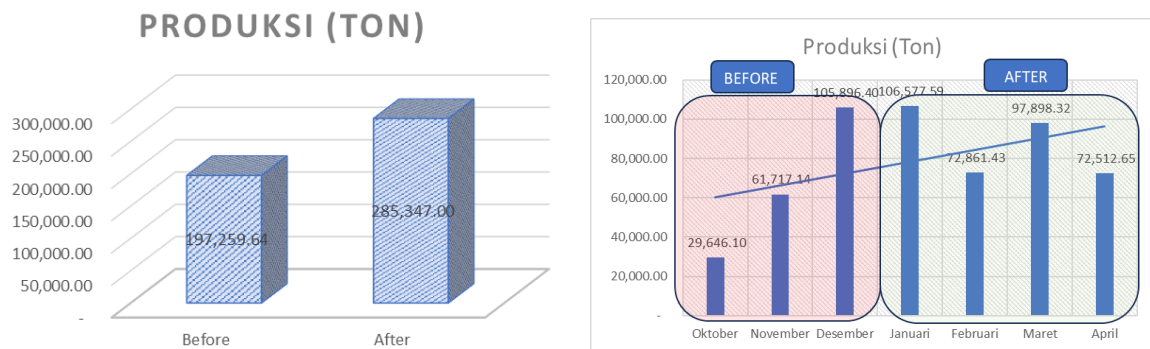 PRODUKSI (TON)
300,000.00
250,000.00
200,000.00
150,000.00
100,000.00
50,000.00
-
197,259.64
285,347.00
Before
After
Produksi (Ton)
BEFORE
AFTER
120,000.00
100,000.00
80,000.00
60,000.00
40,000.00
20,000.00
-
29,646.10
61,717.14
105,896.40
106,577.59
72,861.43
97,898.32
72,512.65
Oktober
November
Desember
Januari
Februari
Maret
April